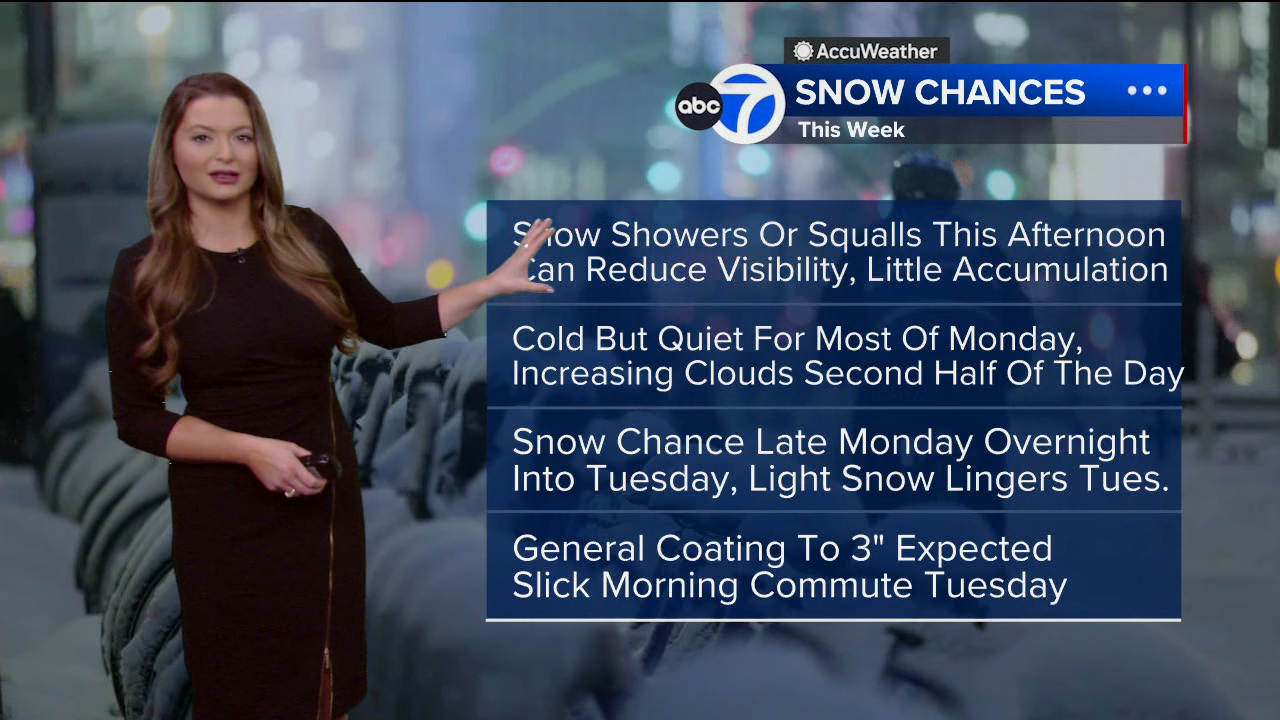 AccuWeather
abc 7 SNOW CHANCES
This Week
Snow Showers Or Squalls This Afternoon
Can Reduce Visibility, Little Accumulation
Cold But Quiet For Most Of Monday,
Increasing Clouds Second Half Of The Day
Snow Chance Late Monday Overnight
Into Tuesday, Light Snow Lingers Tues.
General Coating To 3" Expected
Slick Morning Commute Tuesday